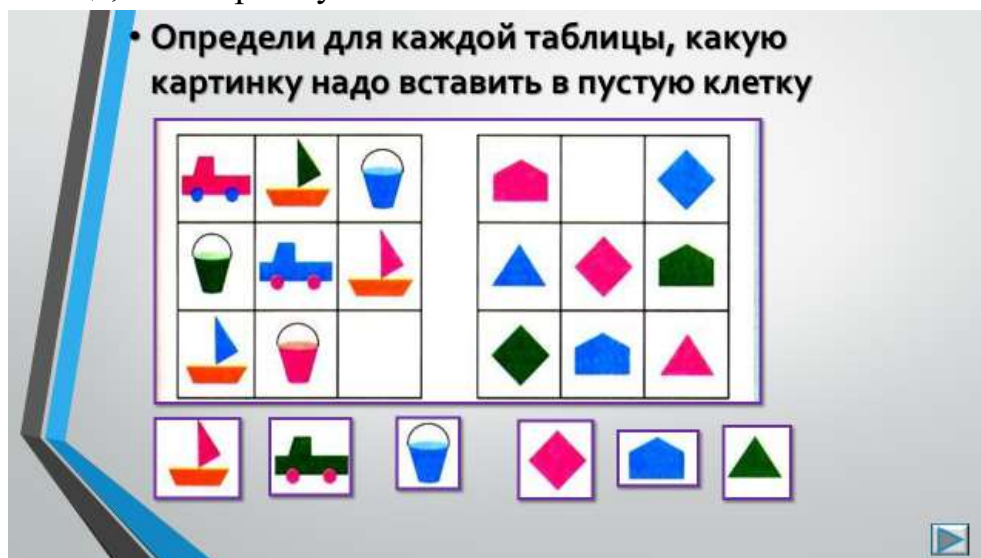 • Определи для каждой таблицы, какую
картинку надо вставить в пустую клетку